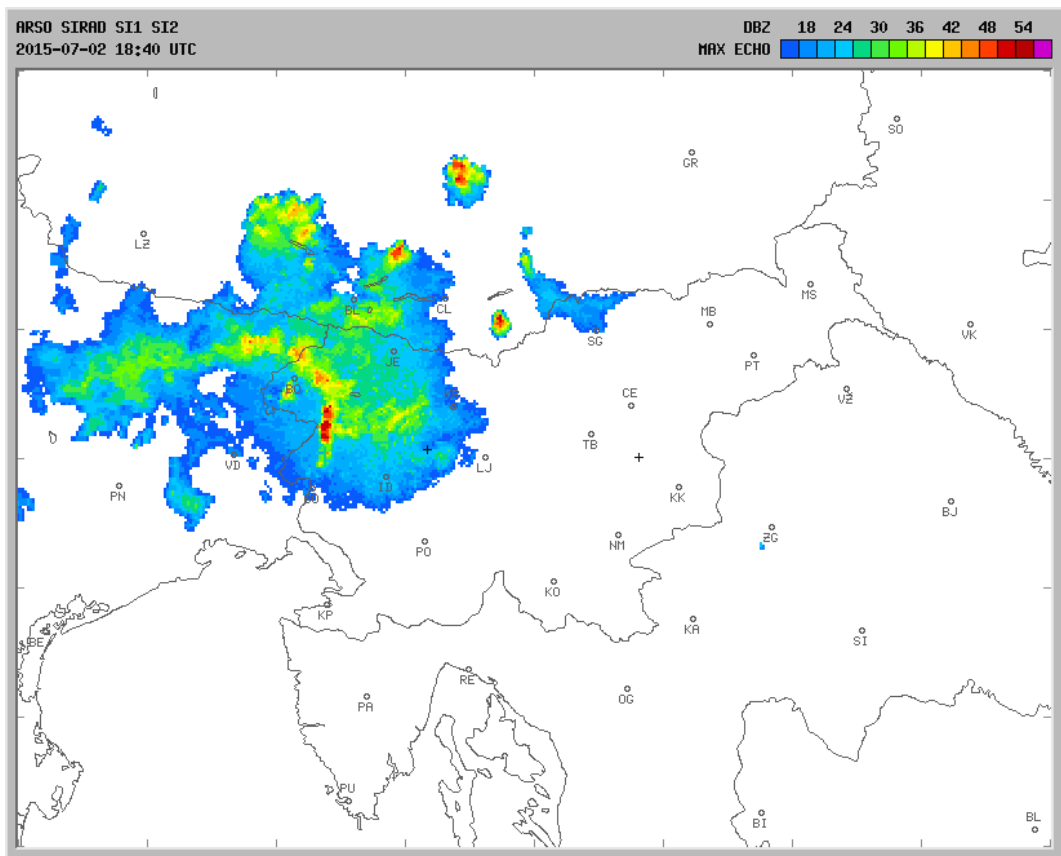 ARSO SIRAD SI1 SI2
DBZ 18 24 30 36 42 48 54
2015-07-02 18:40 UTC
MAX ECHO
SO
GR
LZ
MS
BL
CL
MB
VK
SG
JE
PT
BO
CE
VŽ
TB
VD
LJ
PN
ID
KK
BJ
ZG
PO
NM
KO
KP
KA
BE
SI
RE
OG
PA
PU
BI
BL